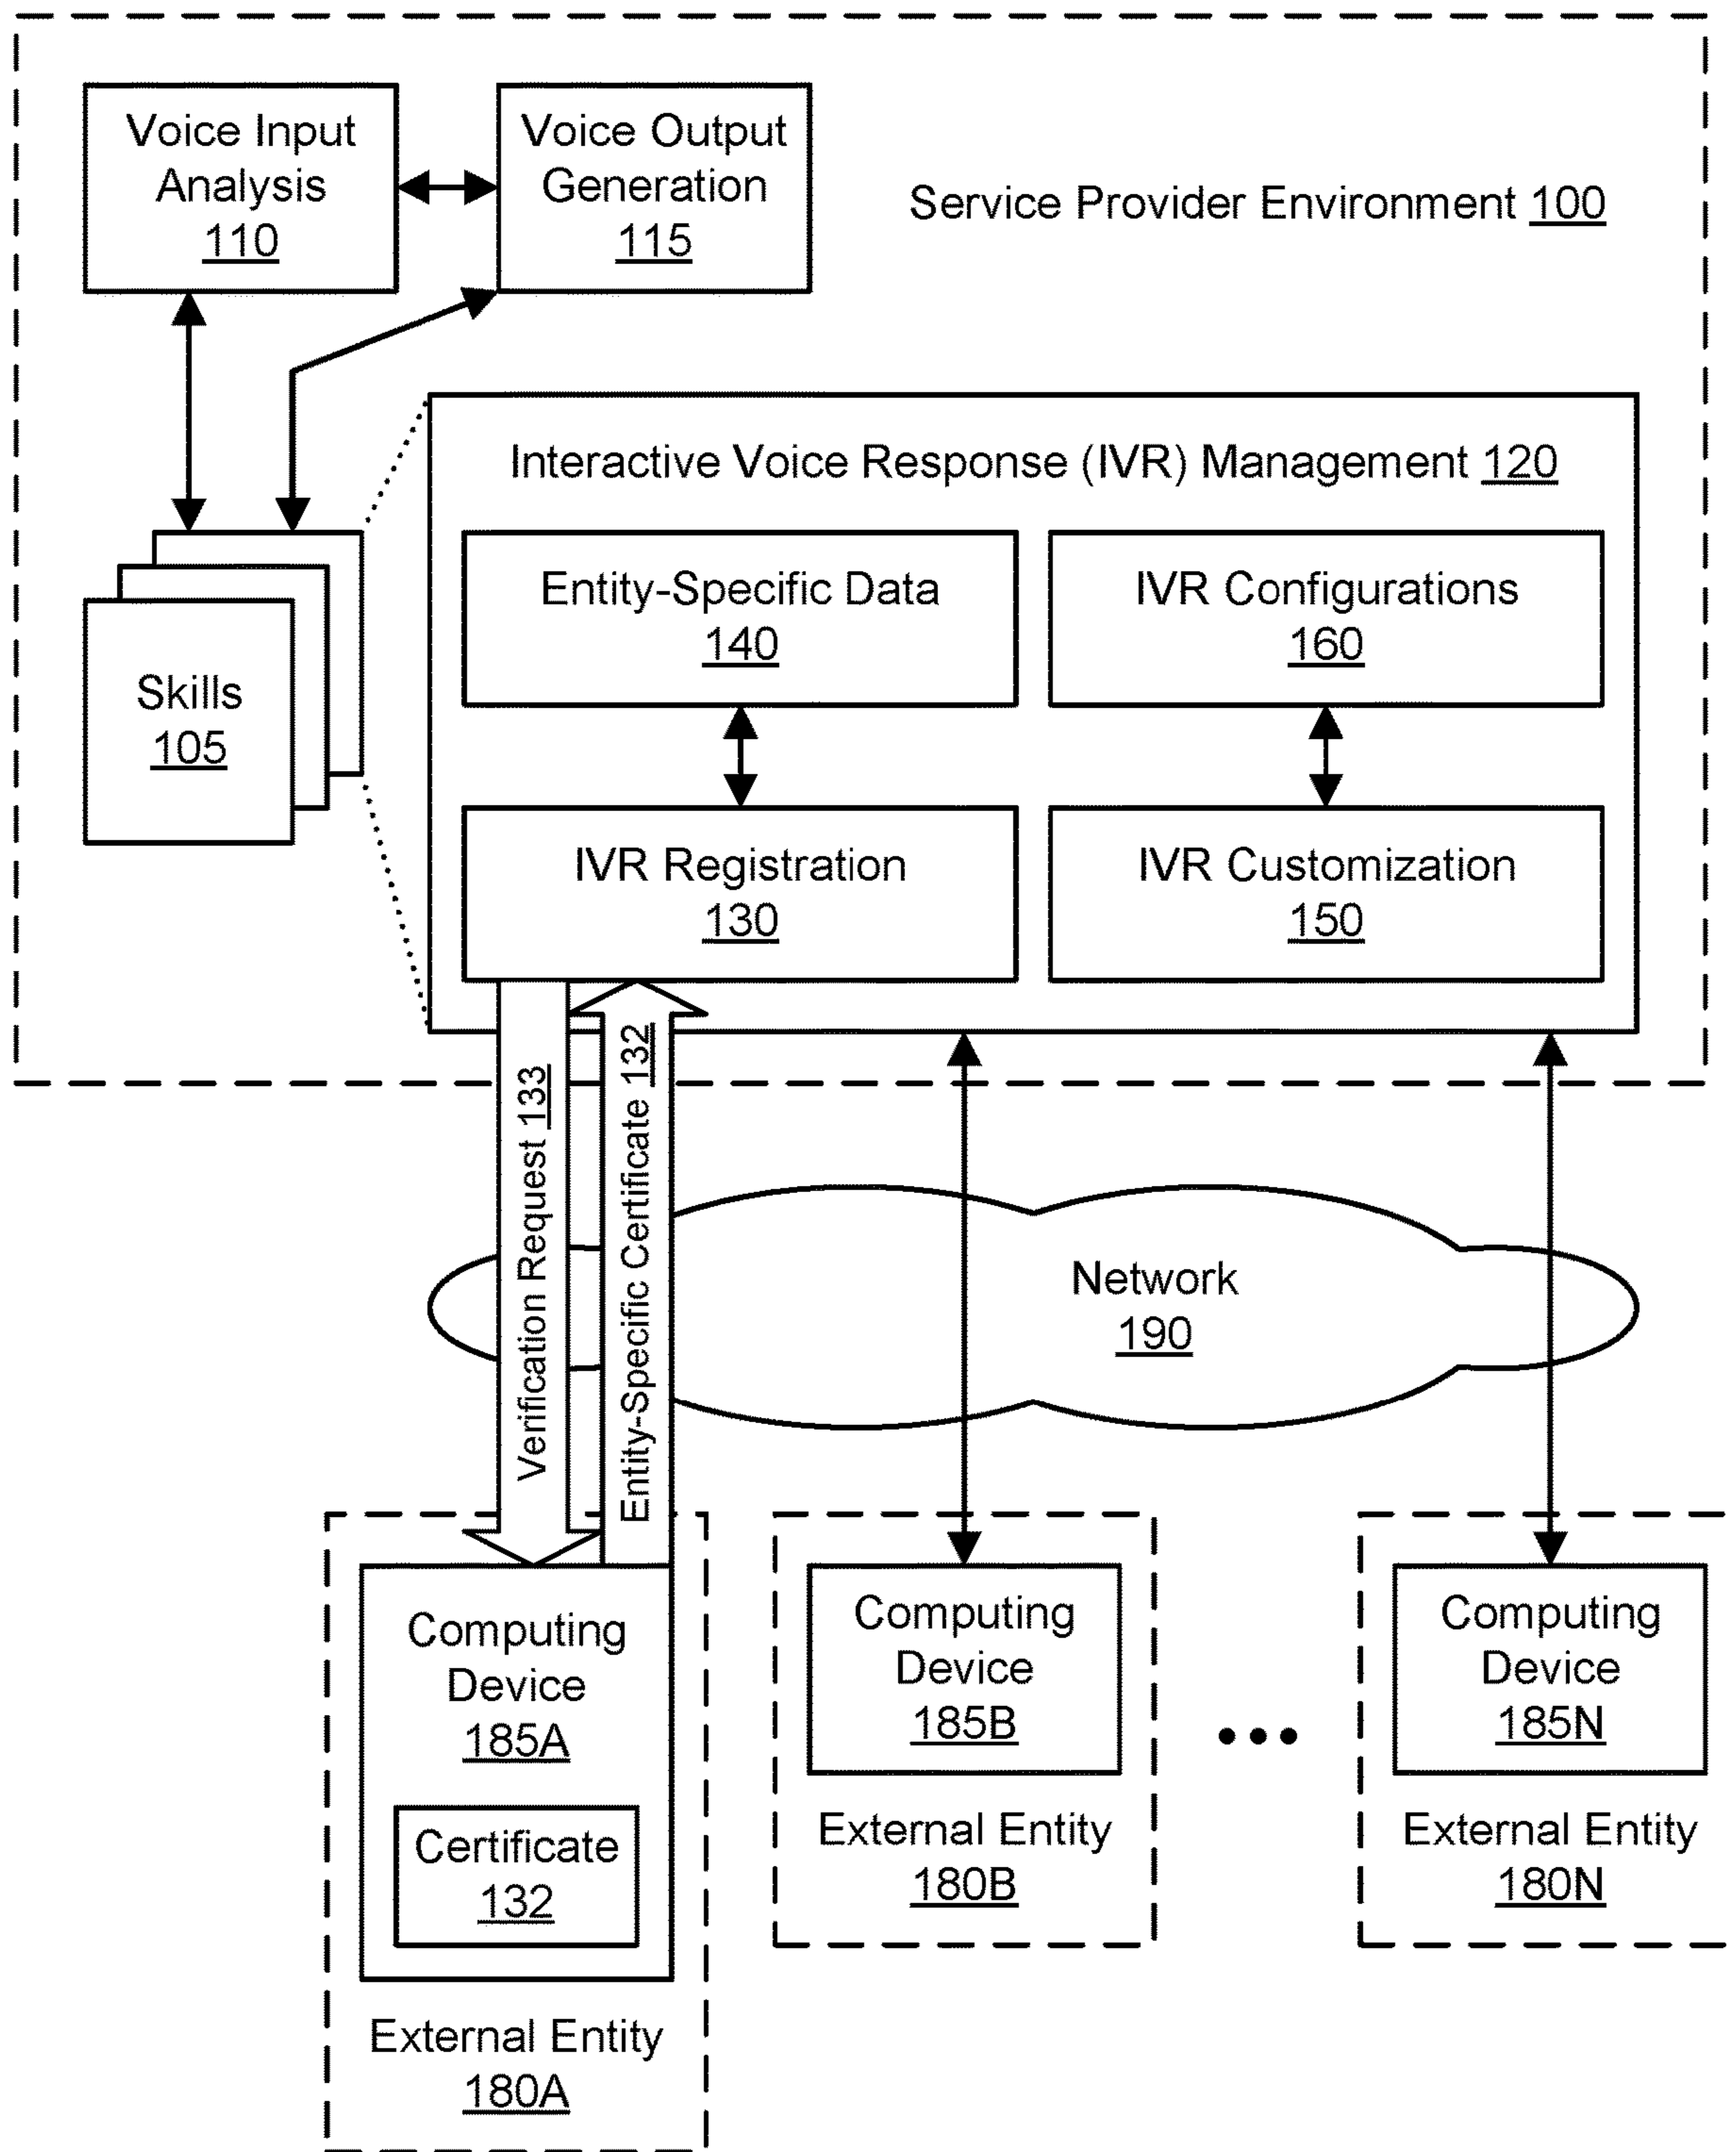 Voice Input
Analysis
110
Voice Output
Generation
115
Service Provider Environment 100
Interactive Voice Response (IVR) Management 120
Entity-Specific Data
140
IVR Configurations
160
Skills
105
IVR Registration
130
IVR Customization
150
Verification Request 133
Entity-Specific Certificate 132
Network
190
Computing
Device
185A
Certificate
132
External Entity
180A
Computing
Device
185B
External Entity
180B
Computing
Device
185N
External Entity
180N